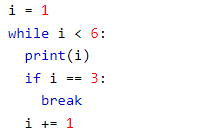 i = 1
while i < 6:
  print(i)
  if i == 3:
    break
  i += 1